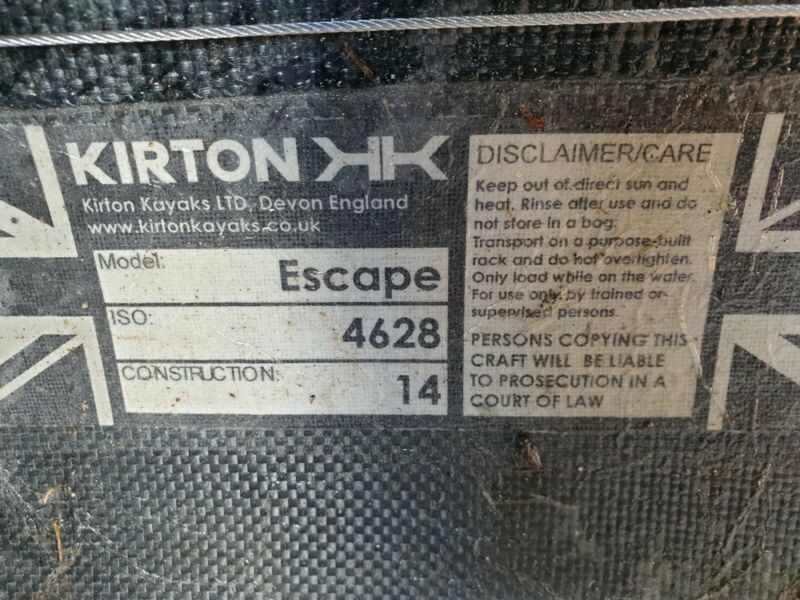 KIRTON
Kirton Kayaks LTD, Devon England
www.kirtonkayaks.co.uk
Model: Escape
ISO: 4628
CONSTRUCTION: 14
DISCLAIMER/CARE
Keep out of direct sun and
heat. Rinse after use and do
not store in a bag.
Transport on a purpose-built
rack and do not overtighten.
Only load while on the water.
For use only by trained or
supervised persons.
PERSONS COPYING THIS
CRAFT WILL BE LIABLE
TO PROSECUTION IN A
COURT OF LAW